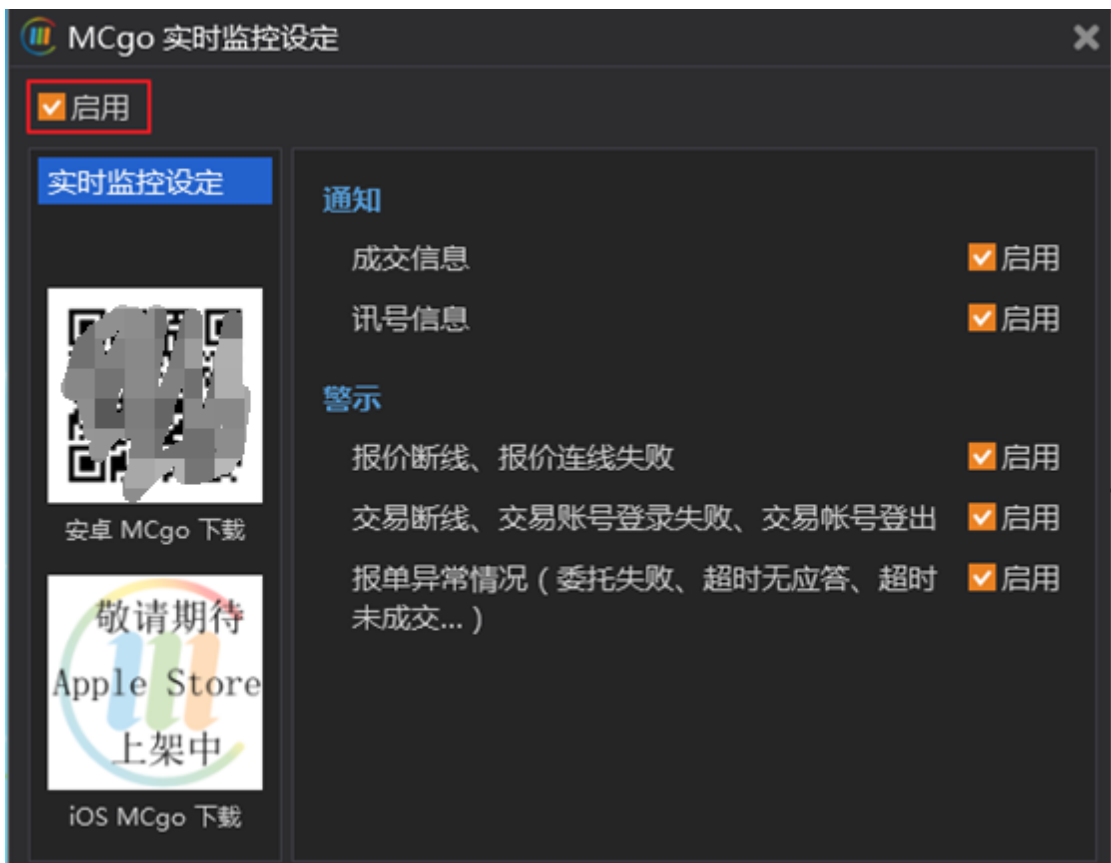 MCgo 实时监控设定
启用
实时监控设定
通知
成交信息 启用
讯号信息 启用
警示
报价断线、报价连线失败 启用
交易断线、交易账号登录失败、交易帐号登出 启用
报单异常情况（委托失败、超时无应答、超时 启用
未成交...）
安卓 MCgo 下载
敬请期待
Apple Store
上架中
iOS MCgo 下载